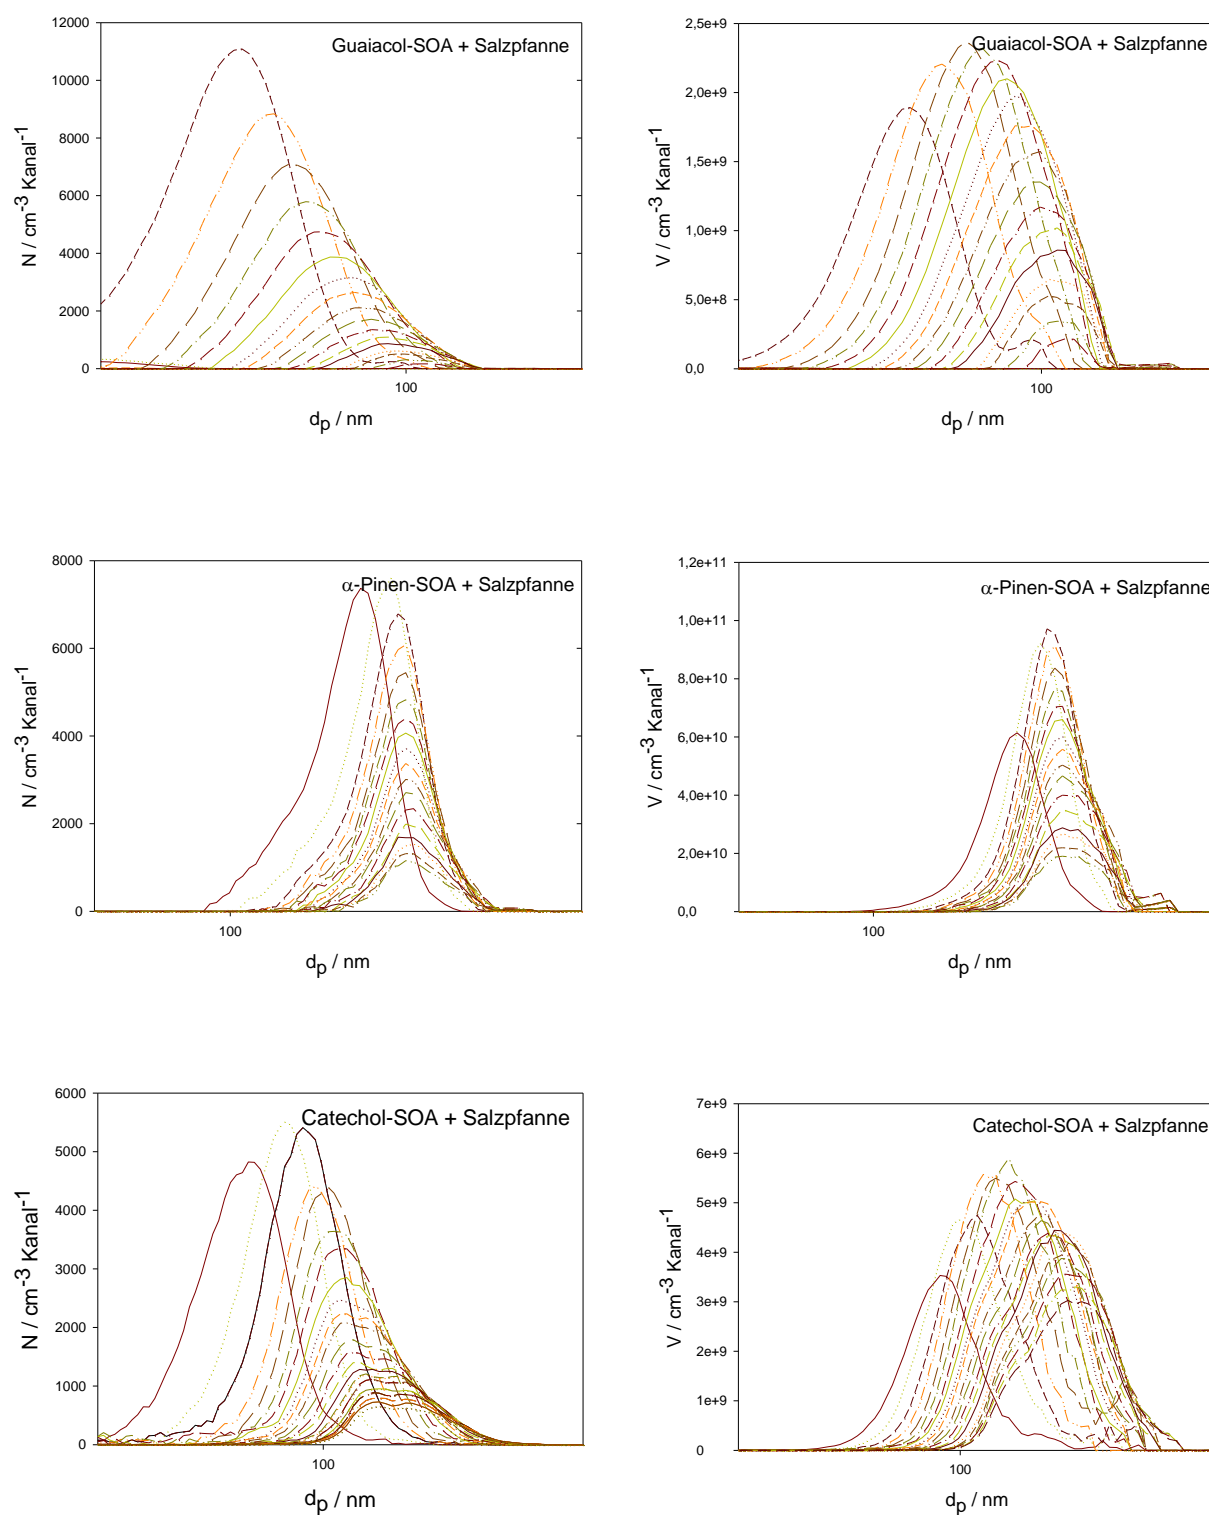 Guaiacol-SOA + Salzpfanne
12000
10000
8000
6000
4000
2000
0
N / cm-3 Kanal-1
100
dp / nm
Guaiacol-SOA + Salzpfanne
2,5e+9
2,0e+9
1,5e+9
1,0e+9
5,0e+8
0,0
V / cm-3 Kanal-1
100
dp / nm
α-Pinen-SOA + Salzpfanne
8000
6000
4000
2000
0
N / cm-3 Kanal-1
100
dp / nm
α-Pinen-SOA + Salzpfanne
1,2e+11
1,0e+11
8,0e+10
6,0e+10
4,0e+10
2,0e+10
0,0
V / cm-3 Kanal-1
100
dp / nm
Catechol-SOA + Salzpfanne
6000
5000
4000
3000
2000
1000
0
N / cm-3 Kanal-1
100
dp / nm
Catechol-SOA + Salzpfanne
7e+9
6e+9
5e+9
4e+9
3e+9
2e+9
1e+9
0
V / cm-3 Kanal-1
100
dp / nm